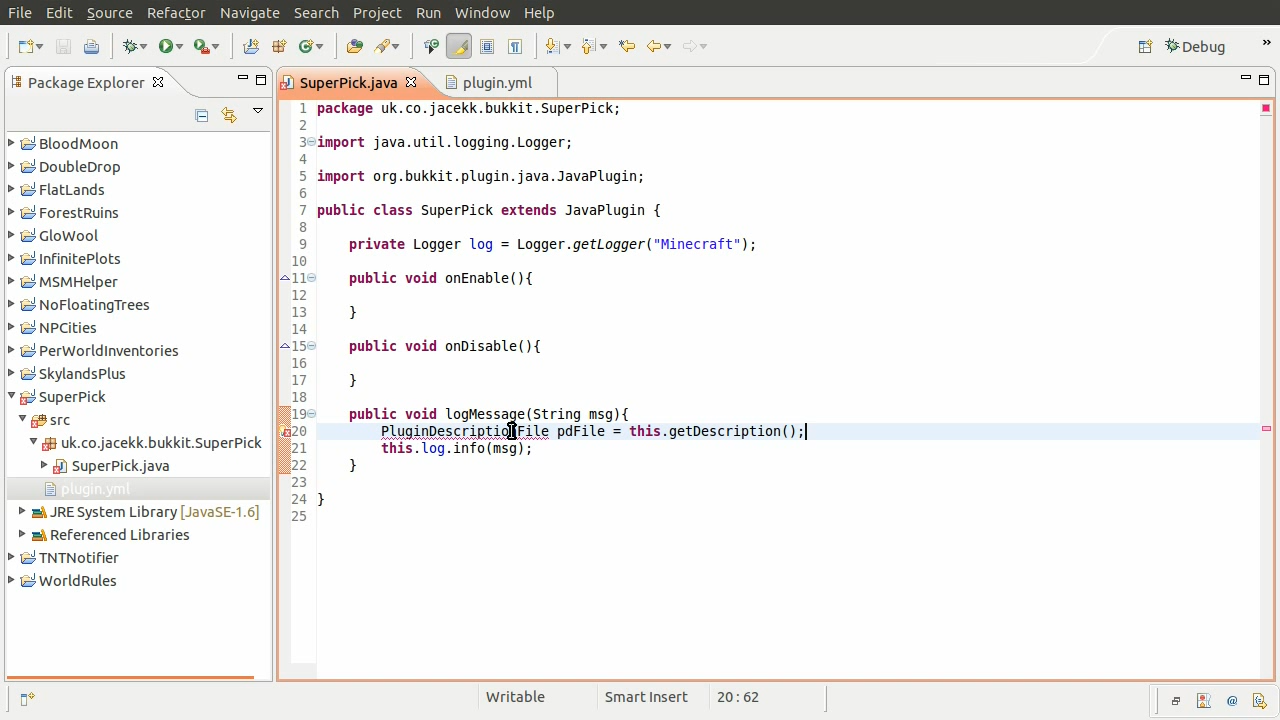 File Edit Source Refactor Navigate Search Project Run Window Help
Debug
Package Explorer
SuperPick.java
plugin.yml
BloodMoon
DoubleDrop
FlatLands
ForestRuins
GloWool
InfinitePlots
MSMHelper
NoFloatingTrees
NPCities
PerWorldInventories
SkylandsPlus
SuperPick
src
uk.co.jacekk.bukkit.SuperPick
SuperPick.java
plugin.yml
JRE System Library [JavaSE-1.6]
Referenced Libraries
TNTNotifier
WorldRules
1 package uk.co.jacekk.bukkit.SuperPick;
2
3 import java.util.logging.Logger;
4
5 import org.bukkit.plugin.java.JavaPlugin;
6
7 public class SuperPick extends JavaPlugin {
8
9 private Logger log = Logger.getLogger("Minecraft");
10
11 public void onEnable(){
12
13 }
14
15 public void onDisable(){
16
17 }
18
19 public void logMessage(String msg){
20 PluginDescriptionFile pdFile = this.getDescription();
21 this.log.info(msg);
22 }
23
24 }
25
Writable Smart Insert 20 : 62